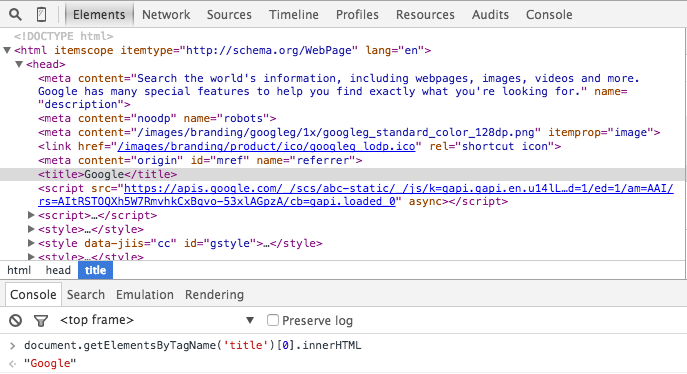 Elements Network Sources Timeline Profiles Resources Audits Console
<!DOCTYPE html>
▼<html itemscope itemtype="http://schema.org/WebPage" lang="en">
▼<head>
<meta content="Search the world's information, including webpages, images, videos and more.
Google has many special features to help you find exactly what you're looking for." name=
"description">
<meta content="noodp" name="robots">
<meta content="/images/branding/googleg/1x/googleg_standard_color_128dp.png" itemprop="image">
<link href="/images/branding/product/ico/googleg_lodp.ico" rel="shortcut icon">
<meta content="origin" id="mref" name="referrer">
<title>Google</title>
<script src="https://apis.google.com/_/scs/abc-static/_/js/k=gapi.gapi.en.u14lL…d=1/ed=1/am=AAI/
rs=AItRSTOQXh5W7RmvhkCxBqvo-53xlAGpzA/cb=gapi.loaded_0" async></script>
▶<script>…</script>
▶<style>…</style>
▶<style data-jiis="cc" id="gstyle">…</style>
▶<style>…</style>
html head title
Console Search Emulation Rendering
<top frame> ▼ Preserve log
> document.getElementsByTagName('title')[0].innerHTML
"Google"